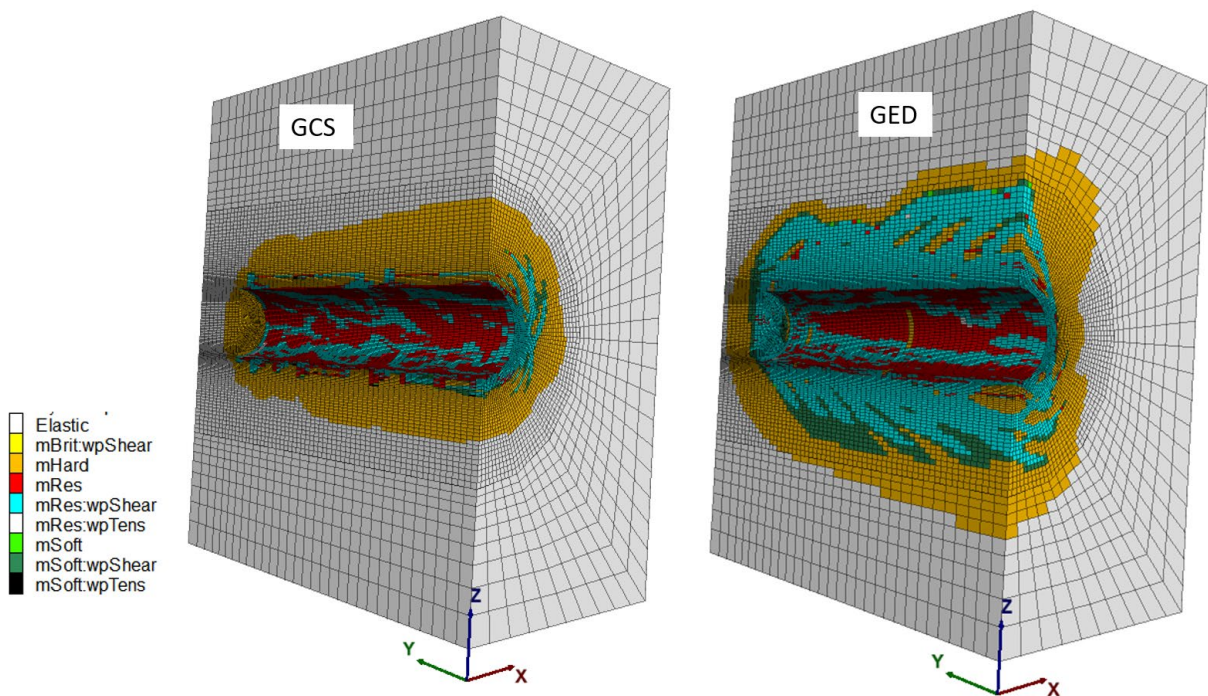 GCS
GED
Elastic
mBrit:wpShear
mHard
mRes
mRes:wpShear
mRes:wpTens
mSoft
mSoft:wpShear
mSoft:wpTens
Z
Y
X
Z
Y
X